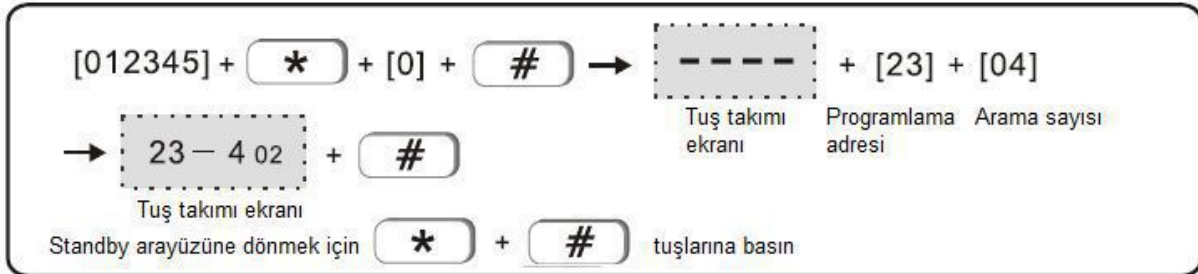 [012345] + * + [0] + # → ---- + [23] + [04]
Tuş takımı ekranı Programlama adresi Arama sayısı
→ 23 — 4 02 + #
Tuş takımı ekranı
Standby arayüzüne dönmek için * + # tuşlarına basın